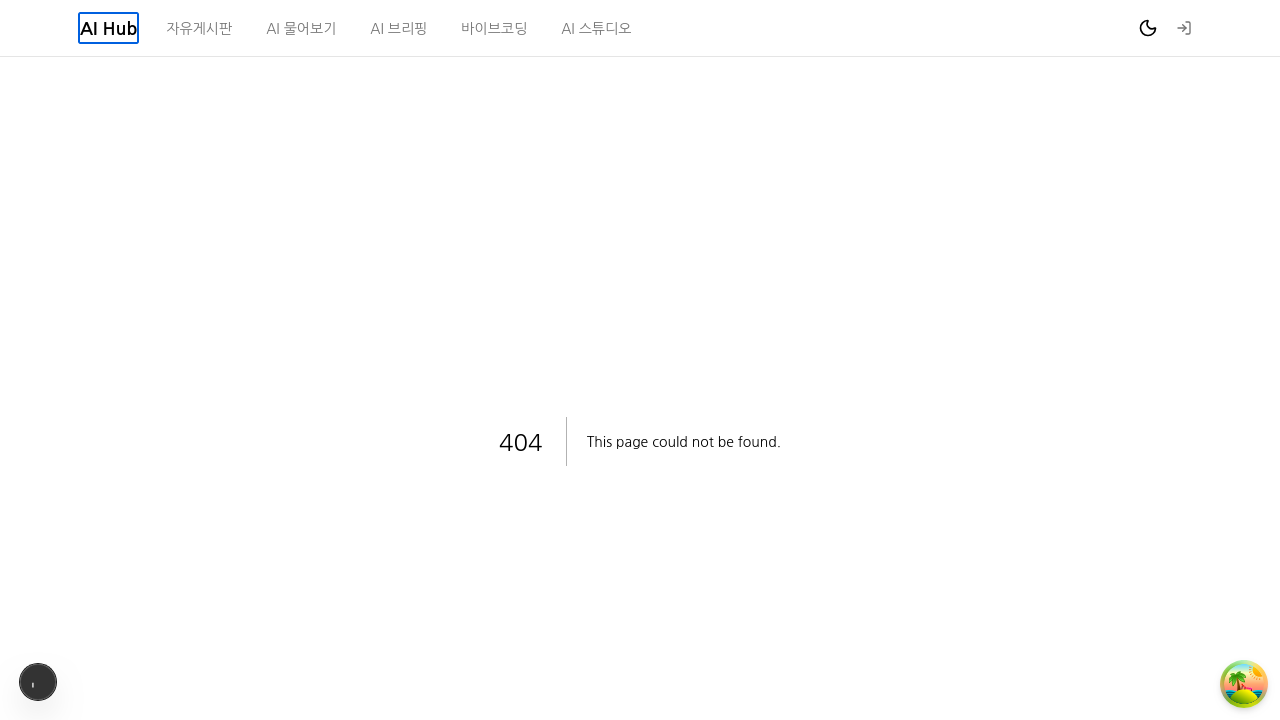 AI Hub
자유게시판
AI 물어보기
AI 브리핑
바이브코딩
AI 스튜디오
404
This page could not be found.